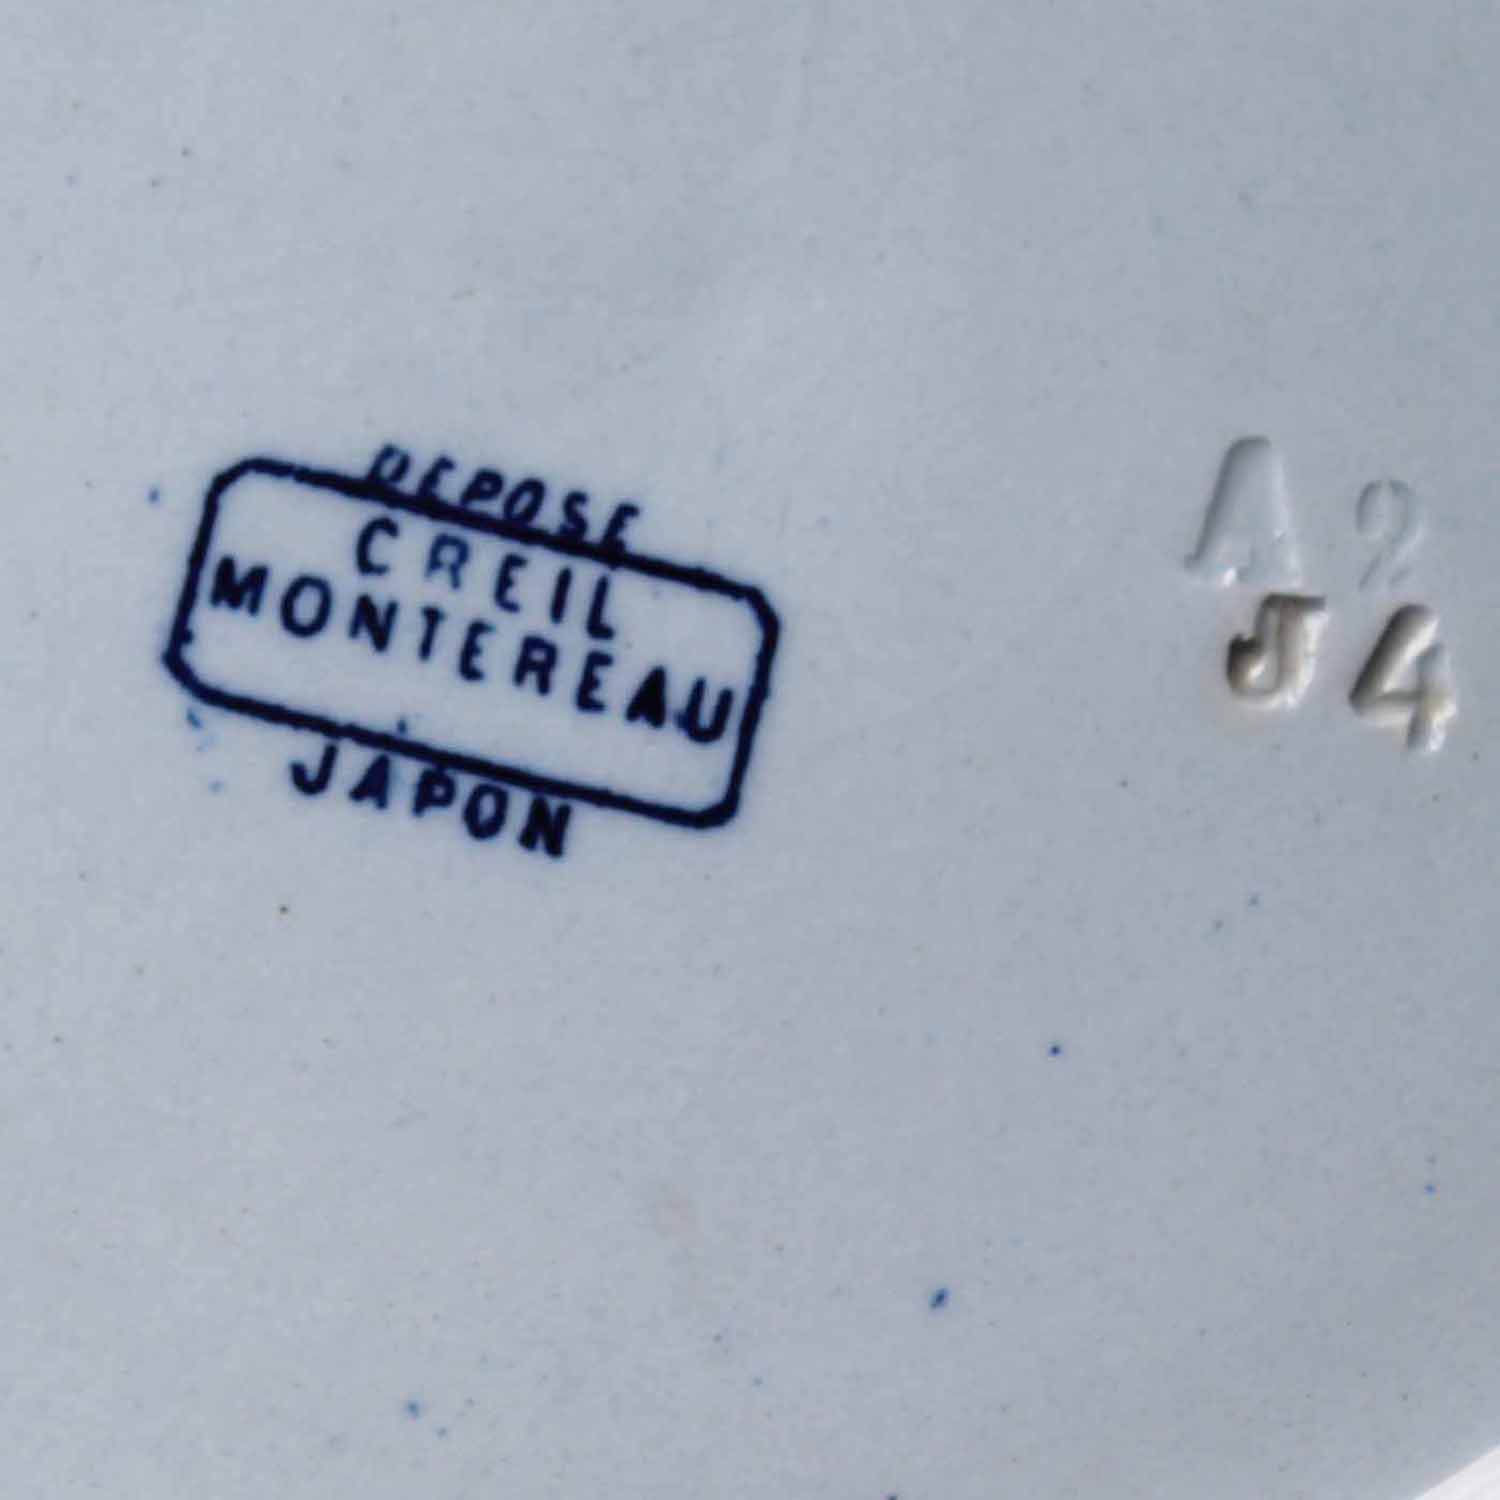 DEPOSE
CREIL
MONTEREAU
JAPON
A 2
J 4